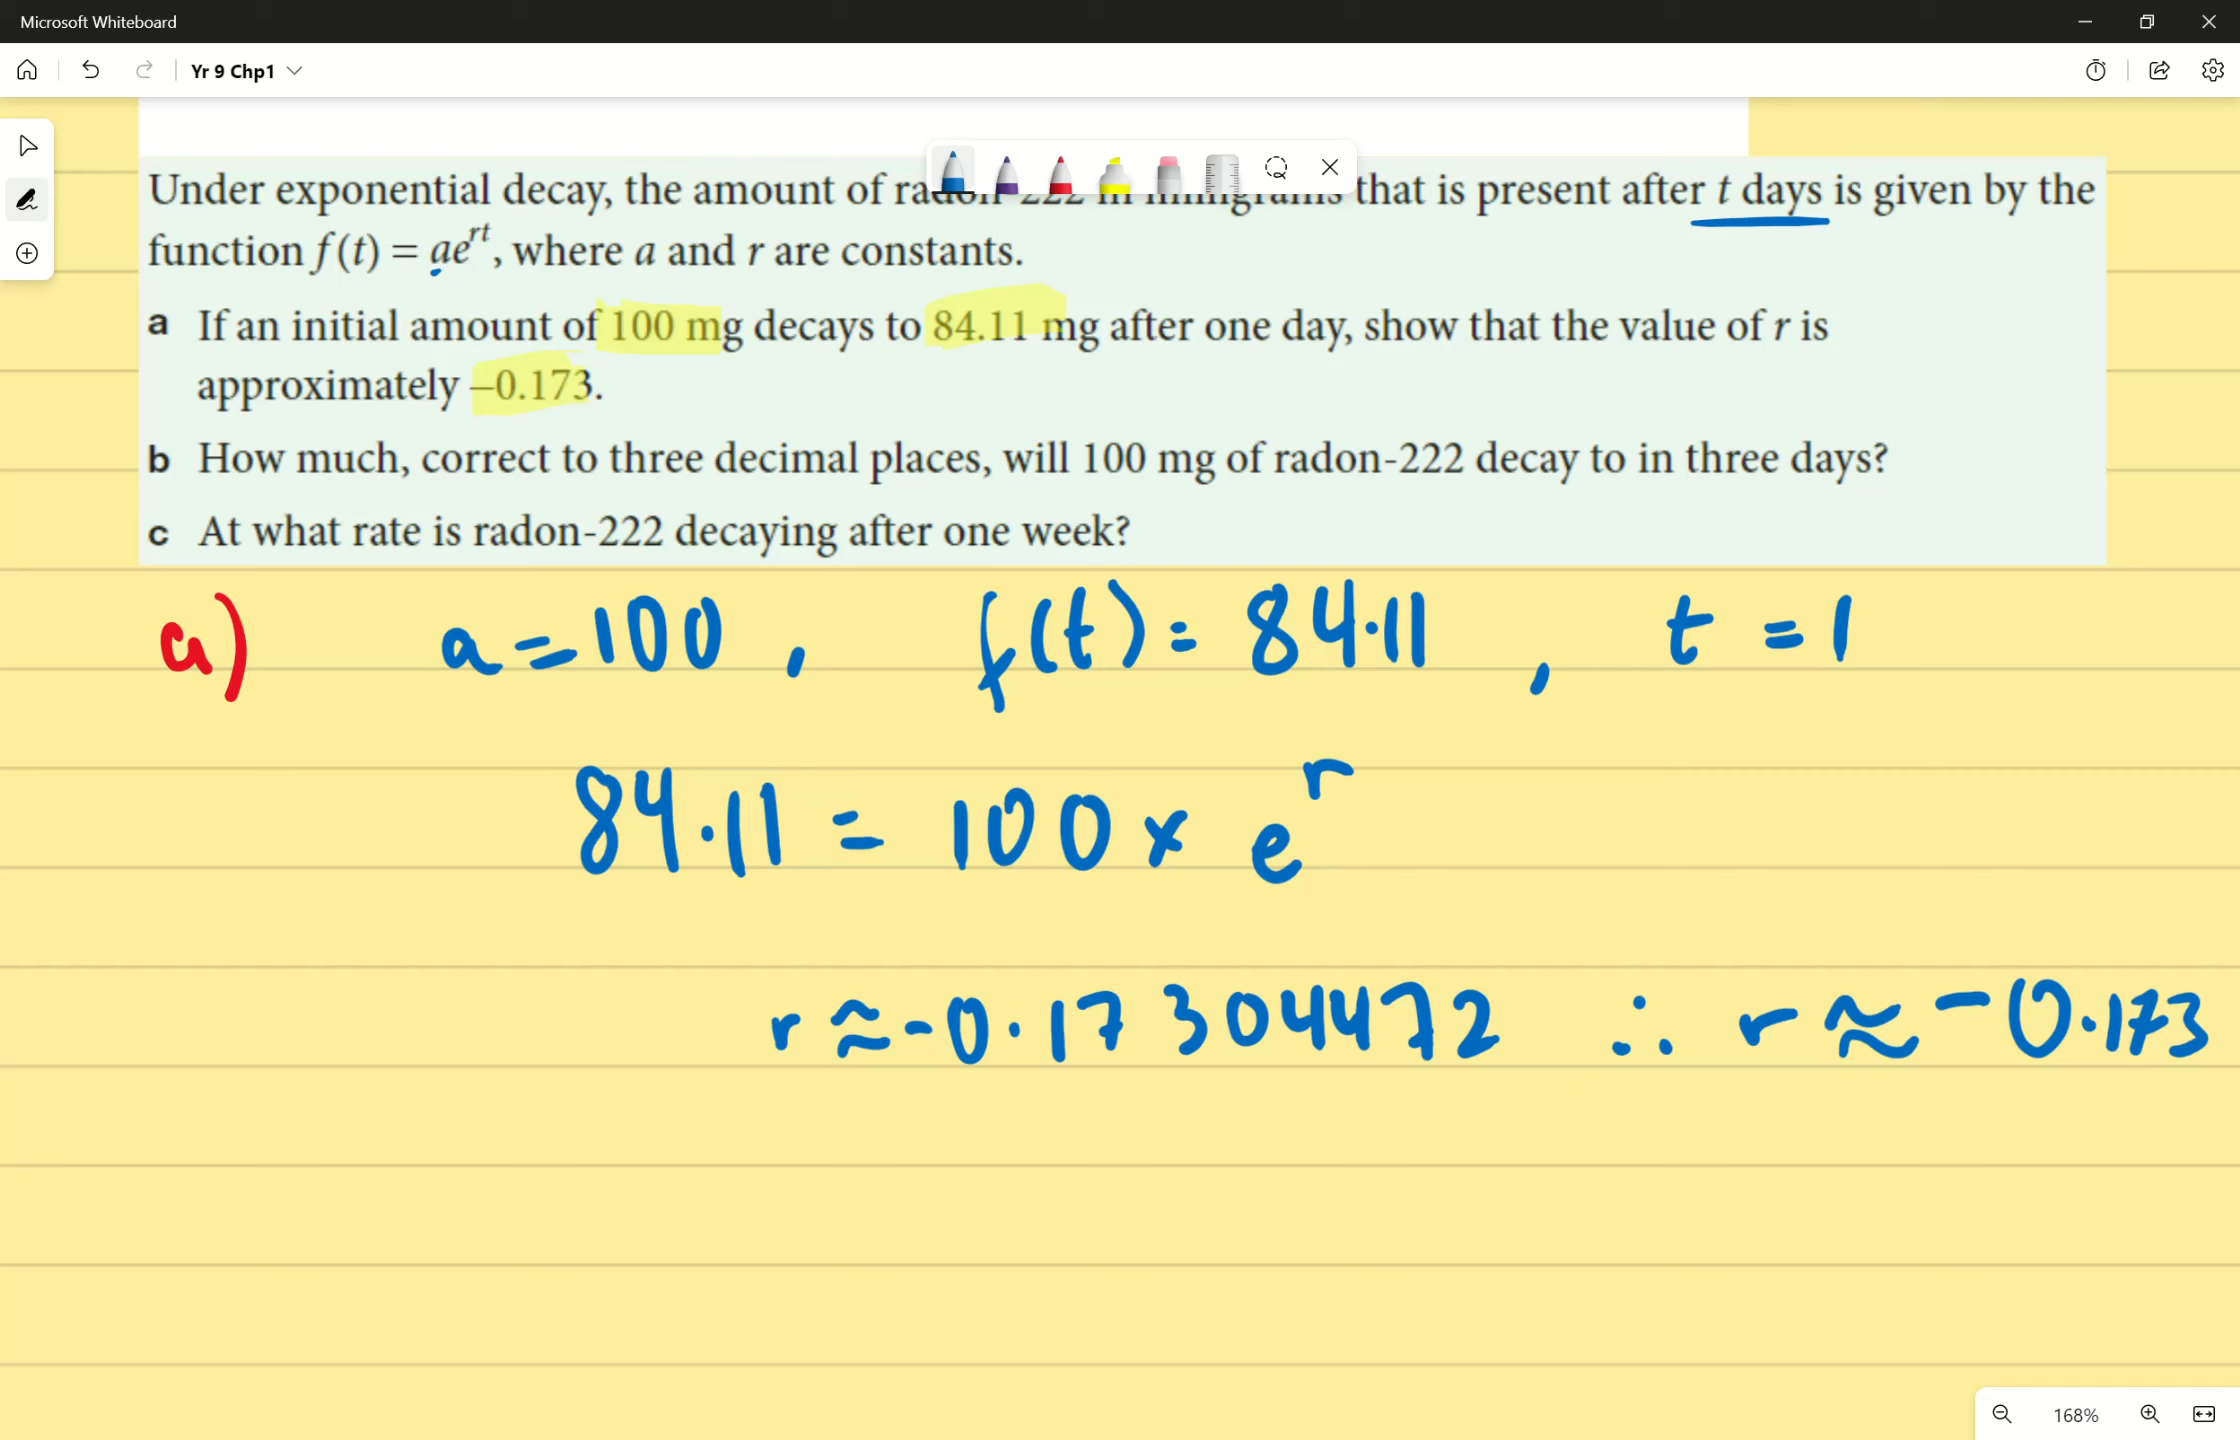 Microsoft Whiteboard
Yr 9 Chp1
Under exponential decay, the amount of radon-222 in milligrams that is present after t days is given by the
function f(t) = ae^rt, where a and r are constants.
a If an initial amount of 100 mg decays to 84.11 mg after one day, show that the value of r is
approximately –0.173.
b How much, correct to three decimal places, will 100 mg of radon-222 decay to in three days?
c At what rate is radon-222 decaying after one week?
a) a=100, f(t)= 84.11, t = 1
84.11 = 100 x e^r
r ≈ -0.17304472 ∴ r ≈ -0.173
168%